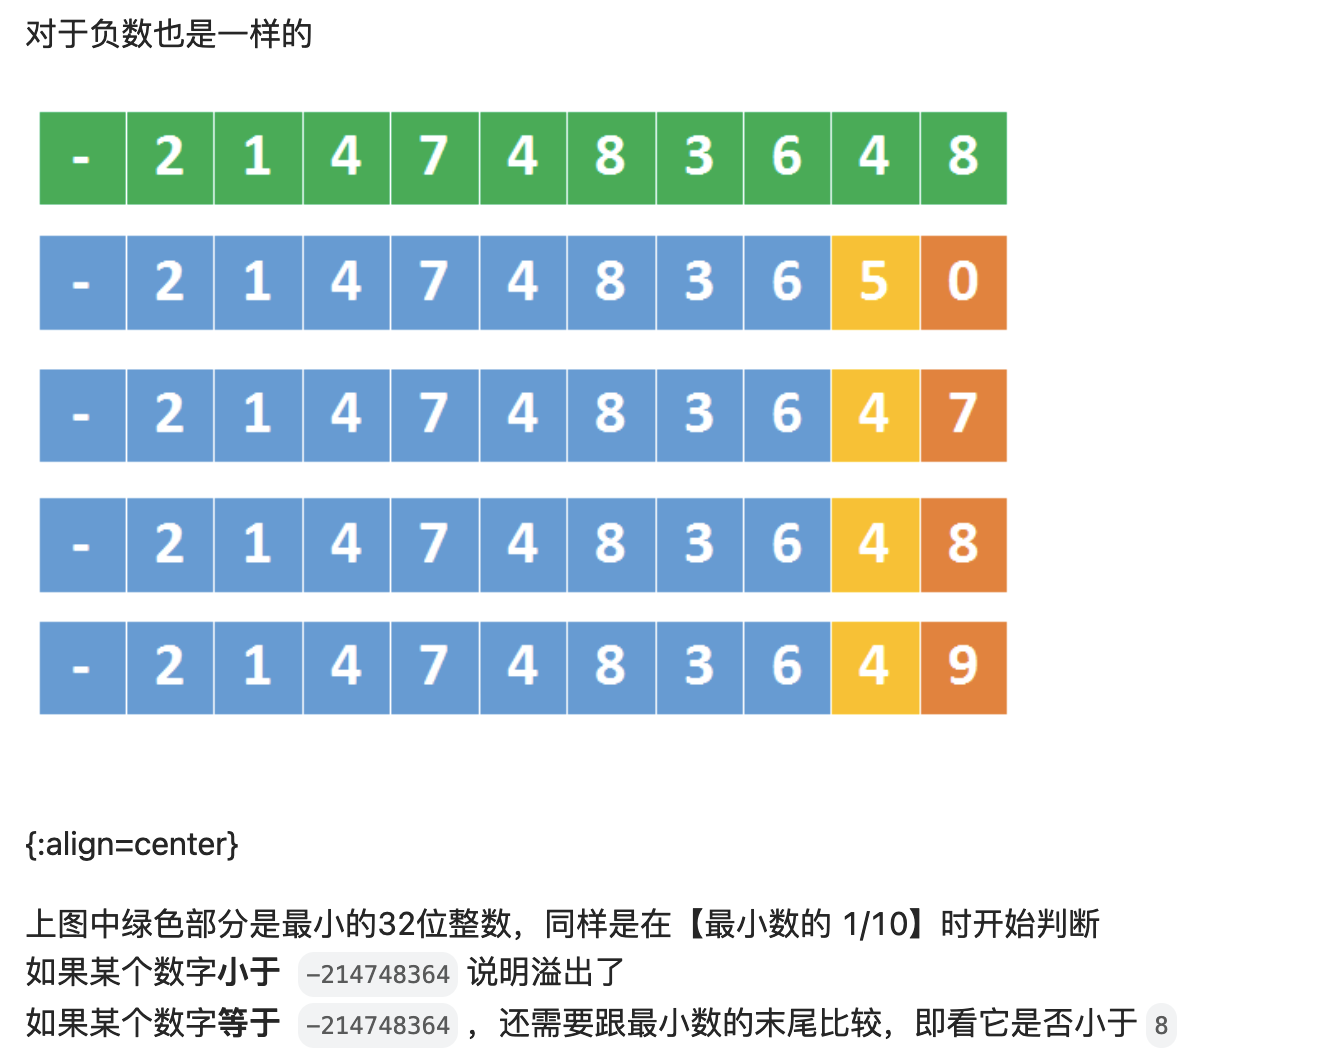 对于负数也是一样的
- 2 1 4 7 4 8 3 6 4 8
- 2 1 4 7 4 8 3 6 5 0
- 2 1 4 7 4 8 3 6 4 7
- 2 1 4 7 4 8 3 6 4 8
- 2 1 4 7 4 8 3 6 4 9
{:align=center}
上图中绿色部分是最小的32位整数，同样是在【最小数的 1/10】时开始判断
如果某个数字小于 -214748364 说明溢出了
如果某个数字等于 -214748364 ，还需要跟最小数的末尾比较，即看它是否小于 8